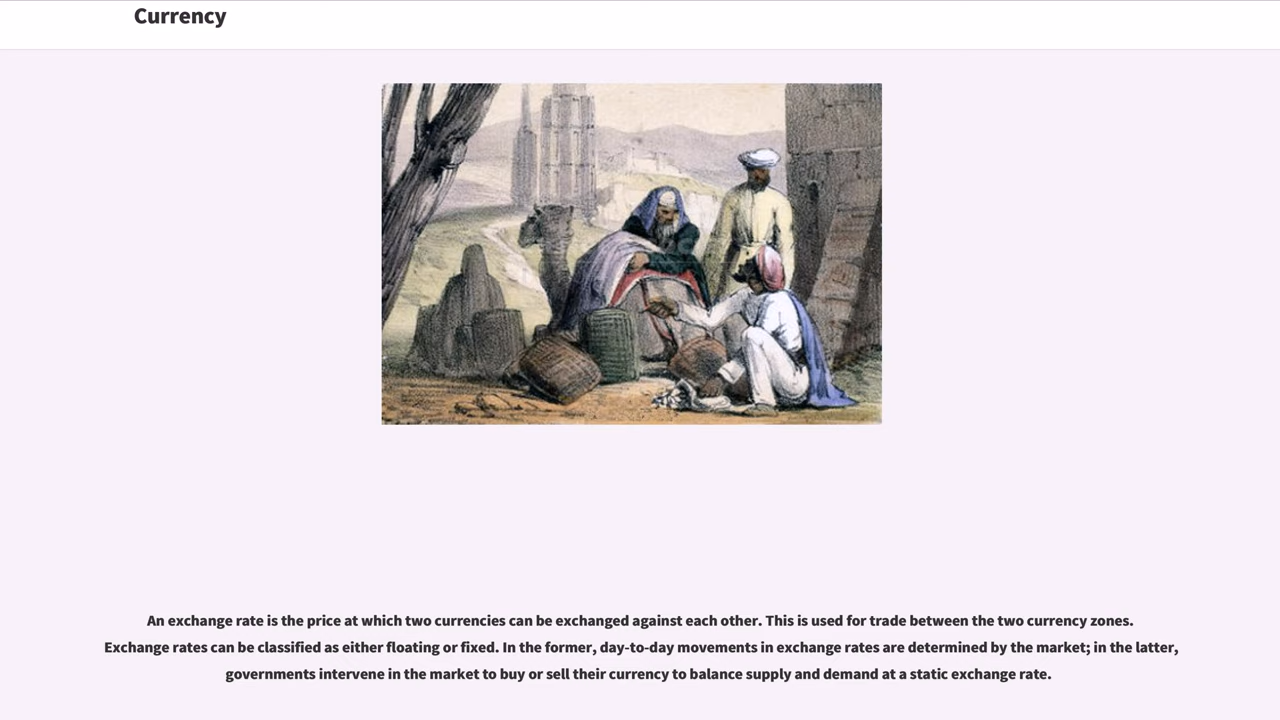 Currency
An exchange rate is the price at which two currencies can be exchanged against each other. This is used for trade between the two currency zones.
Exchange rates can be classified as either floating or fixed. In the former, day-to-day movements in exchange rates are determined by the market; in the latter,
governments intervene in the market to buy or sell their currency to balance supply and demand at a static exchange rate.